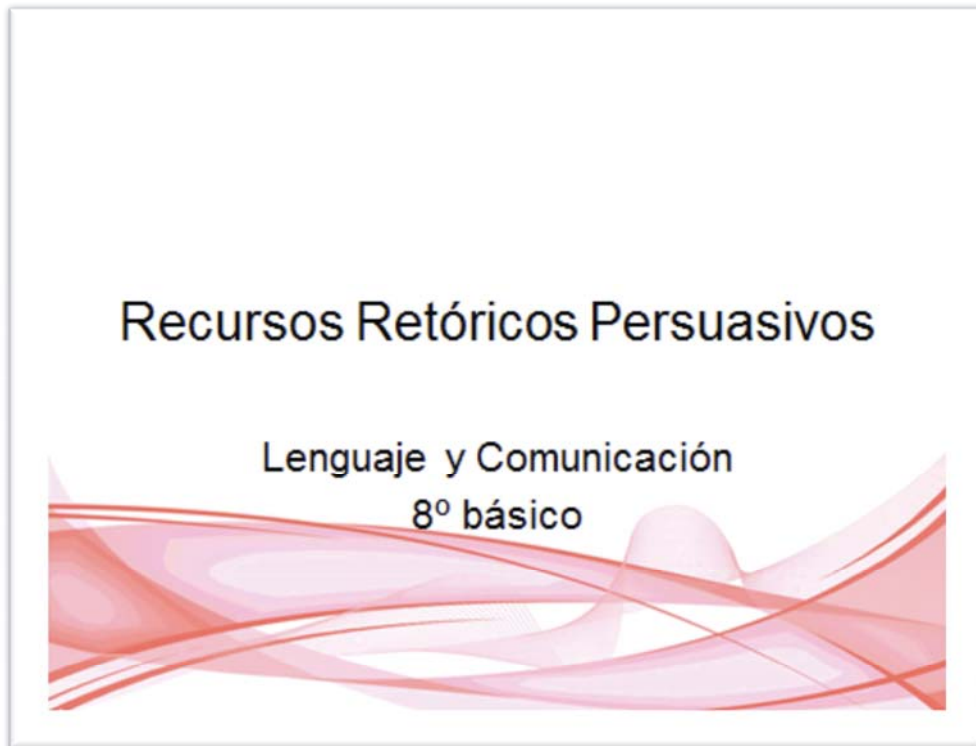 Recursos Retóricos Persuasivos
Lenguaje y Comunicación
8º básico